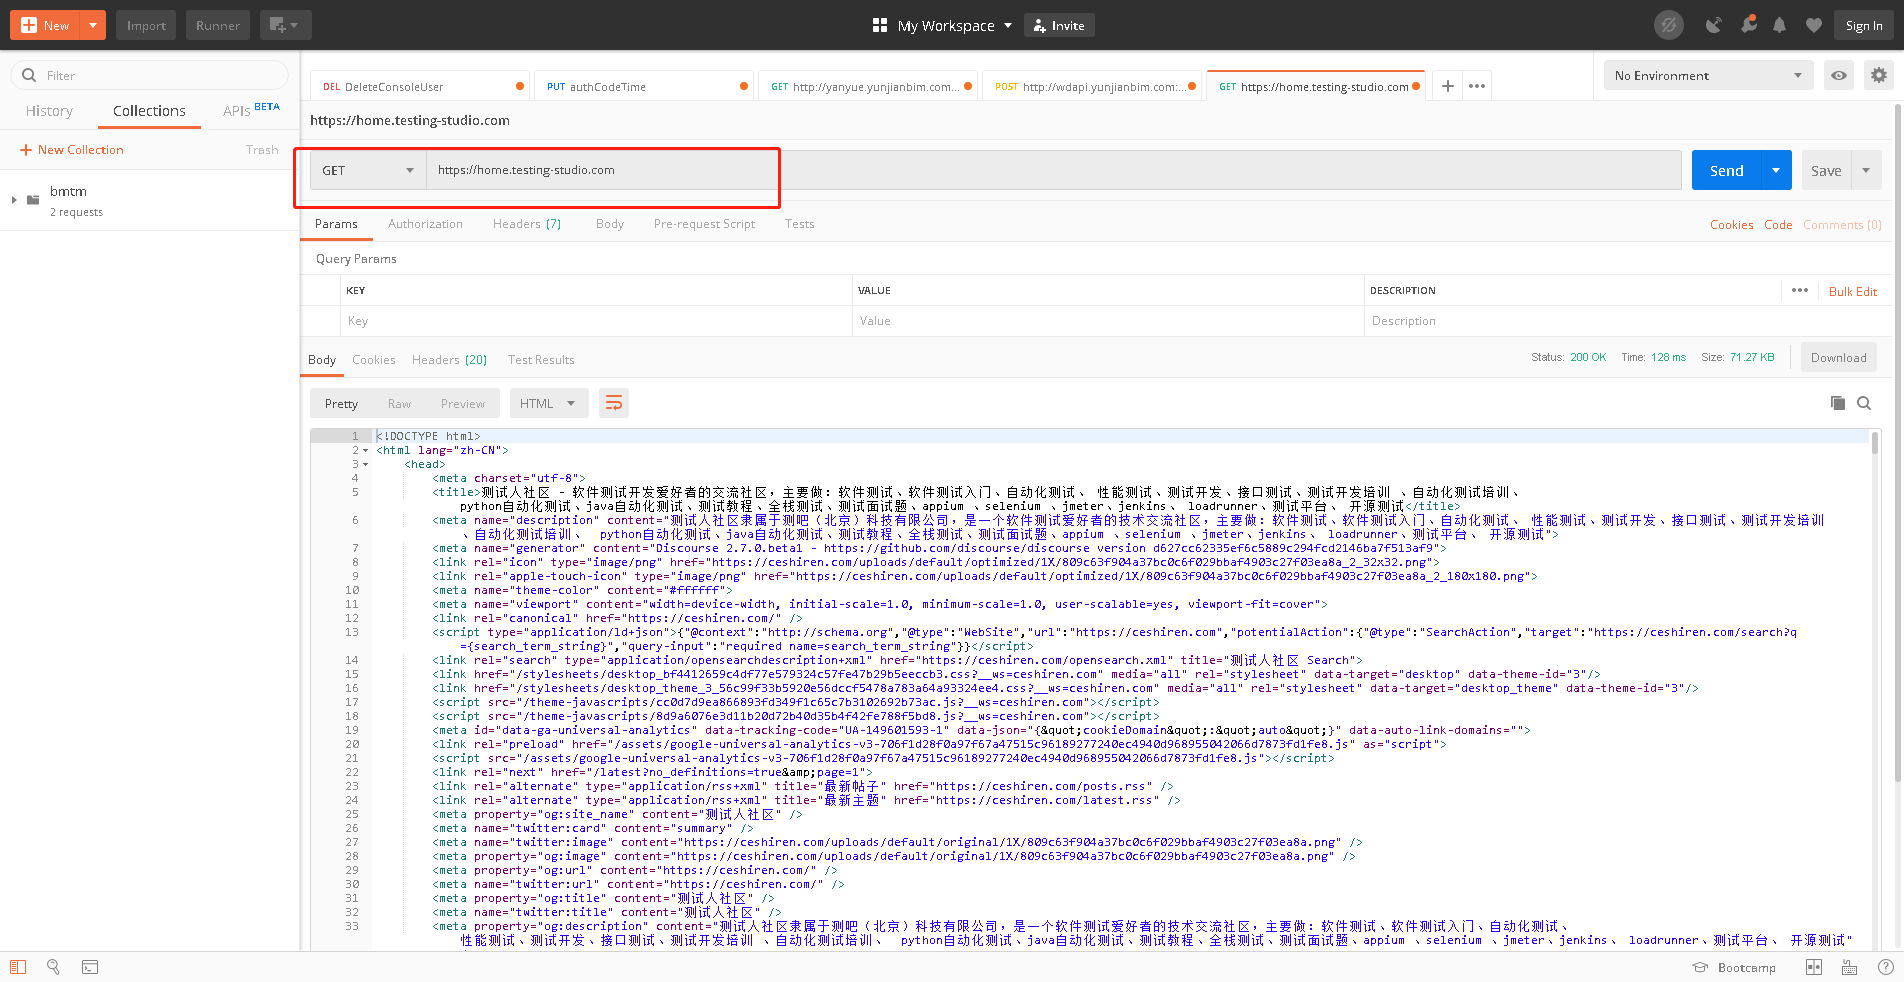 New Import Runner My Workspace Invite Sign In
Filter
History Collections APIs BETA
New Collection Trash
bmtm
2 requests
DEL DeleteConsoleUser PUT authCodeTime GET http://yanyue.yunjianbim.com... POST http://wdapi.yunjianbim.com:... GET https://home.testing-studio.com + ••• No Environment
https://home.testing-studio.com
GET https://home.testing-studio.com Send Save
Params Authorization Headers (7) Body Pre-request Script Tests Cookies Code Comments (0)
Query Params
KEY VALUE DESCRIPTION ••• Bulk Edit
Key Value Description
Body Cookies Headers (20) Test Results Status: 200 OK Time: 128 ms Size: 71.27 KB Download
Pretty Raw Preview HTML
1 <!DOCTYPE html>
2 <html lang="zh-CN">
3 <head>
4 <meta charset="utf-8">
5 <title>测试人社区 - 软件测试开发爱好者的交流社区，主要做：软件测试、软件测试入门、自动化测试、 性能测试、测试开发、接口测试、测试开发培训 、自动化测试培训、
python自动化测试、java自动化测试、测试教程、全栈测试、测试面试题、appium 、selenium 、jmeter、jenkins、 loadrunner、测试平台、 开源测试</title>
6 <meta name="description" content="测试人社区隶属于测吧（北京）科技有限公司，是一个软件测试爱好者的技术交流社区，主要做：软件测试、软件测试入门、自动化测试、 性能测试、测试开发、接口测试、测试开发培训
、自动化测试培训、 python自动化测试、java自动化测试、测试教程、全栈测试、测试面试题、appium 、selenium 、jmeter、jenkins、 loadrunner、测试平台、 开源测试">
7 <meta name="generator" content="Discourse 2.7.0.beta1 - https://github.com/discourse/discourse version d627cc62335ef6c5889c294fcd2146ba7f513af9">
8 <link rel="icon" type="image/png" href="https://ceshiren.com/uploads/default/optimized/1X/809c63f904a37bc0c6f029bbaf4903c27f03ea8a_2_32x32.png">
9 <link rel="apple-touch-icon" type="image/png" href="https://ceshiren.com/uploads/default/optimized/1X/809c63f904a37bc0c6f029bbaf4903c27f03ea8a_2_180x180.png">
10 <meta name="theme-color" content="#ffffff">
11 <meta name="viewport" content="width=device-width, initial-scale=1.0, minimum-scale=1.0, user-scalable=yes, viewport-fit=cover">
12 <link rel="canonical" href="https://ceshiren.com/" />
13 <script type="application/ld+json">{"@context":"http://schema.org","@type":"WebSite","url":"https://ceshiren.com","potentialAction":{"@type":"SearchAction","target":"https://ceshiren.com/search?q
={search_term_string}","query-input":"required name=search_term_string"}}</script>
14 <link rel="search" type="application/opensearchdescription+xml" href="https://ceshiren.com/opensearch.xml" title="测试人社区 Search">
15 <link href="/stylesheets/desktop_bf4412659c4df77e579324c57fe47b29b5eeccb3.css?__ws=ceshiren.com" media="all" rel="stylesheet" data-target="desktop" data-theme-id="3"/>
16 <link href="/stylesheets/desktop_theme_3_56c99f33b5920e56dccf5478a783a64a93324ee4.css?__ws=ceshiren.com" media="all" rel="stylesheet" data-target="desktop_theme" data-theme-id="3"/>
17 <script src="/theme-javascripts/cc0d7d9ea866893fd349f1c65c7b3102692b73ac.js?__ws=ceshiren.com"></script>
18 <script src="/theme-javascripts/8d9a6076e3d11b20d72b40d35b4f42fe788f5bd8.js?__ws=ceshiren.com"></script>
19 <meta id="data-ga-universal-analytics" data-tracking-code="UA-149601593-1" data-json="{&quot;cookieDomain&quot;:&quot;auto&quot;}" data-auto-link-domains="">
20 <link rel="preload" href="/assets/google-universal-analytics-v3-706f1d28f0a97f67a47515c96189277240ec4940d968955042066d7873fd1fe8.js" as="script">
21 <script src="/assets/google-universal-analytics-v3-706f1d28f0a97f67a47515c96189277240ec4940d968955042066d7873fd1fe8.js"></script>
22 <link rel="next" href="/latest?no_definitions=true&amp;page=1">
23 <link rel="alternate" type="application/rss+xml" title="最新帖子" href="https://ceshiren.com/posts.rss" />
24 <link rel="alternate" type="application/rss+xml" title="最新主题" href="https://ceshiren.com/latest.rss" />
25 <meta property="og:site_name" content="测试人社区" />
26 <meta name="twitter:card" content="summary" />
27 <meta name="twitter:image" content="https://ceshiren.com/uploads/default/original/1X/809c63f904a37bc0c6f029bbaf4903c27f03ea8a.png" />
28 <meta property="og:image" content="https://ceshiren.com/uploads/default/original/1X/809c63f904a37bc0c6f029bbaf4903c27f03ea8a.png" />
29 <meta property="og:url" content="https://ceshiren.com/" />
30 <meta name="twitter:url" content="https://ceshiren.com/" />
31 <meta property="og:title" content="测试人社区" />
32 <meta name="twitter:title" content="测试人社区" />
33 <meta property="og:description" content="测试人社区隶属于测吧（北京）科技有限公司，是一个软件测试爱好者的技术交流社区，主要做：软件测试、软件测试入门、自动化测试、
性能测试、测试开发、接口测试、测试开发培训 、自动化测试培训、 python自动化测试、java自动化测试、测试教程、全栈测试、测试面试题、appium 、selenium 、jmeter、jenkins、 loadrunner、测试平台、 开源测试"
Bootcamp